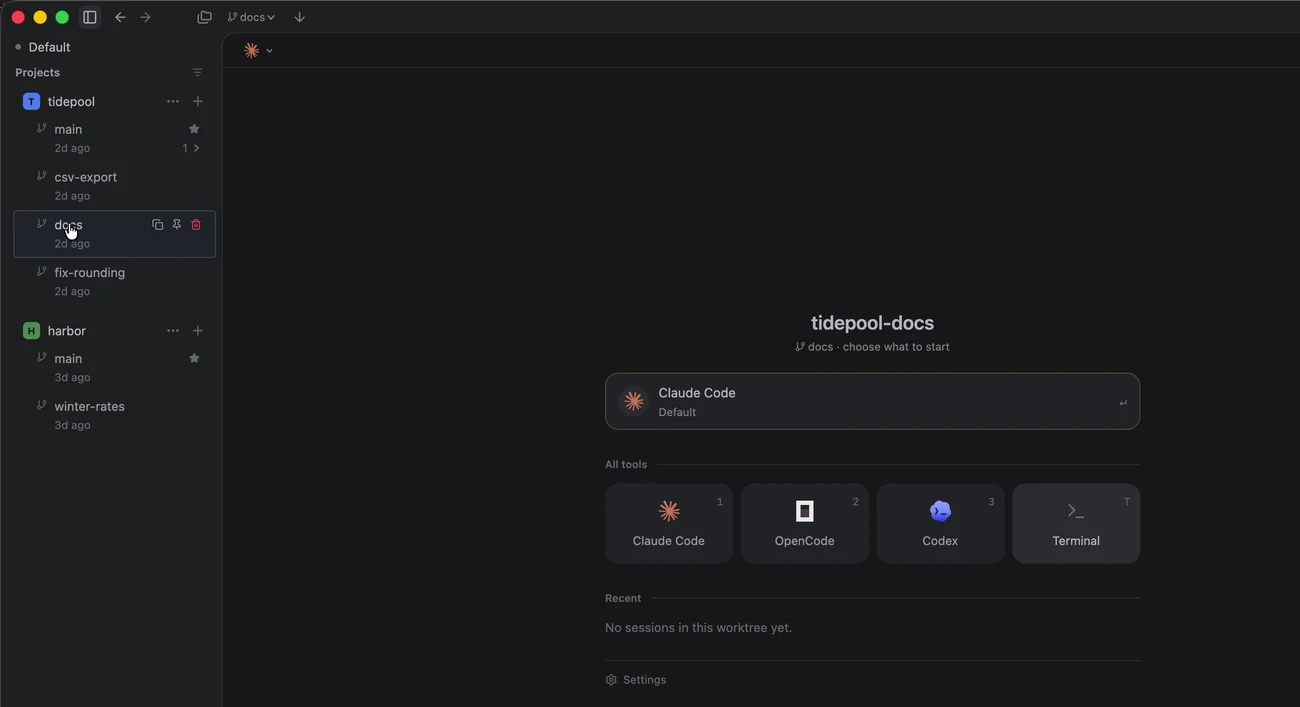 docs
Default
Projects
T tidepool
main
2d ago 1
csv-export
2d ago
docs
2d ago
fix-rounding
2d ago
H harbor
main
3d ago
winter-rates
3d ago
tidepool-docs
docs · choose what to start
Claude Code
Default
All tools
1
Claude Code
2
OpenCode
3
Codex
T
Terminal
Recent
No sessions in this worktree yet.
Settings